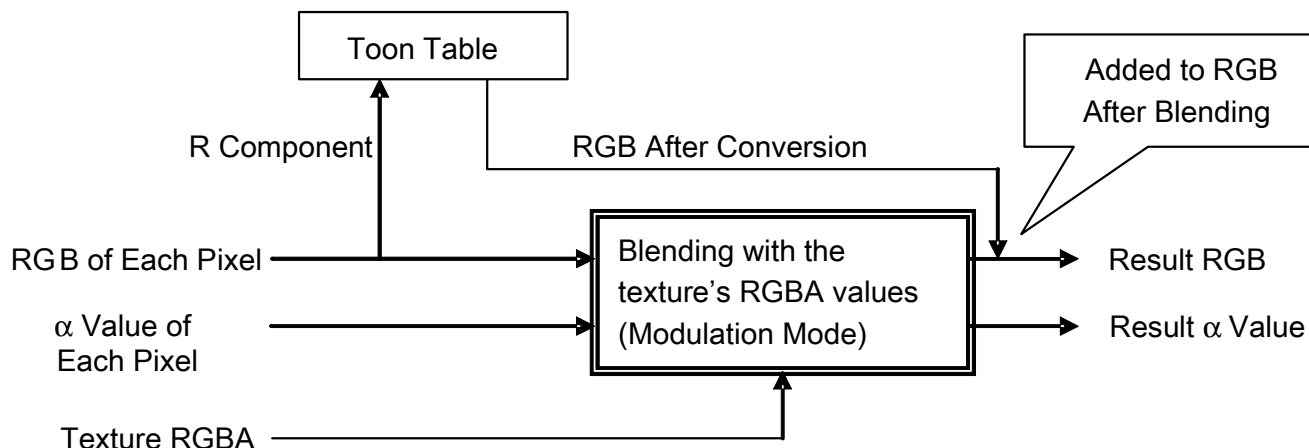 Toon Table
Added to RGB
After Blending
R Component
RGB After Conversion
RGB of Each Pixel
Blending with the
texture's RGBA values
(Modulation Mode)
Result RGB
α Value of
Each Pixel
Result α Value
Texture RGBA